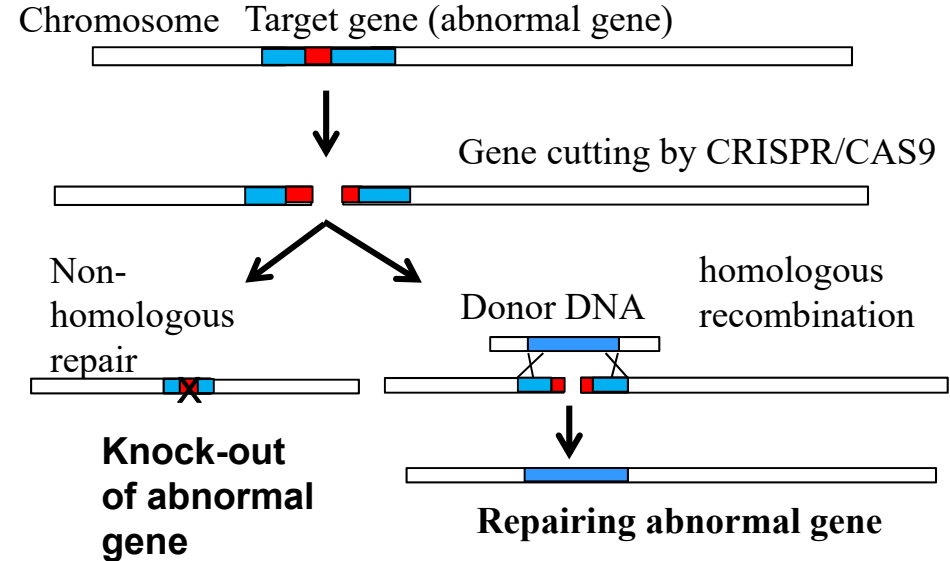 Chromosome Target gene (abnormal gene)
Gene cutting by CRISPR/CAS9
Non-
homologous
repair
Donor DNA
homologous
recombination
X
Knock-out
of abnormal
gene
Repairing abnormal gene